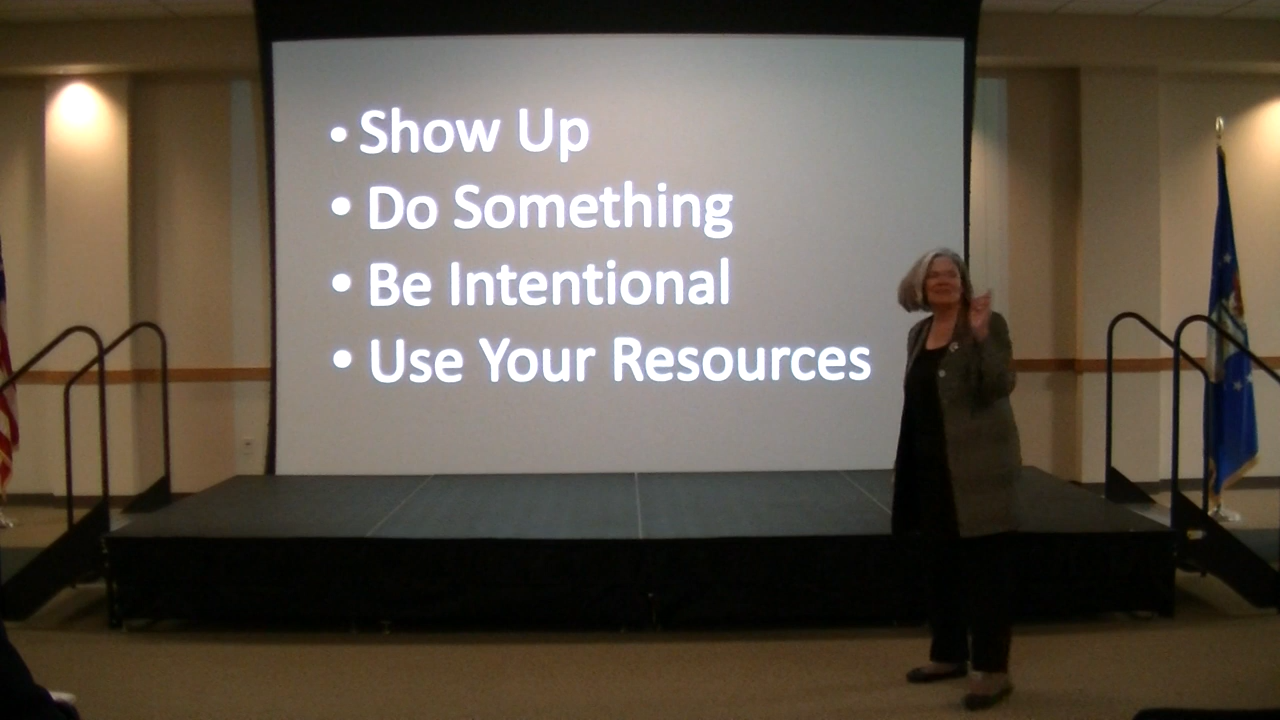 • Show Up
• Do Something
• Be Intentional
• Use Your Resources